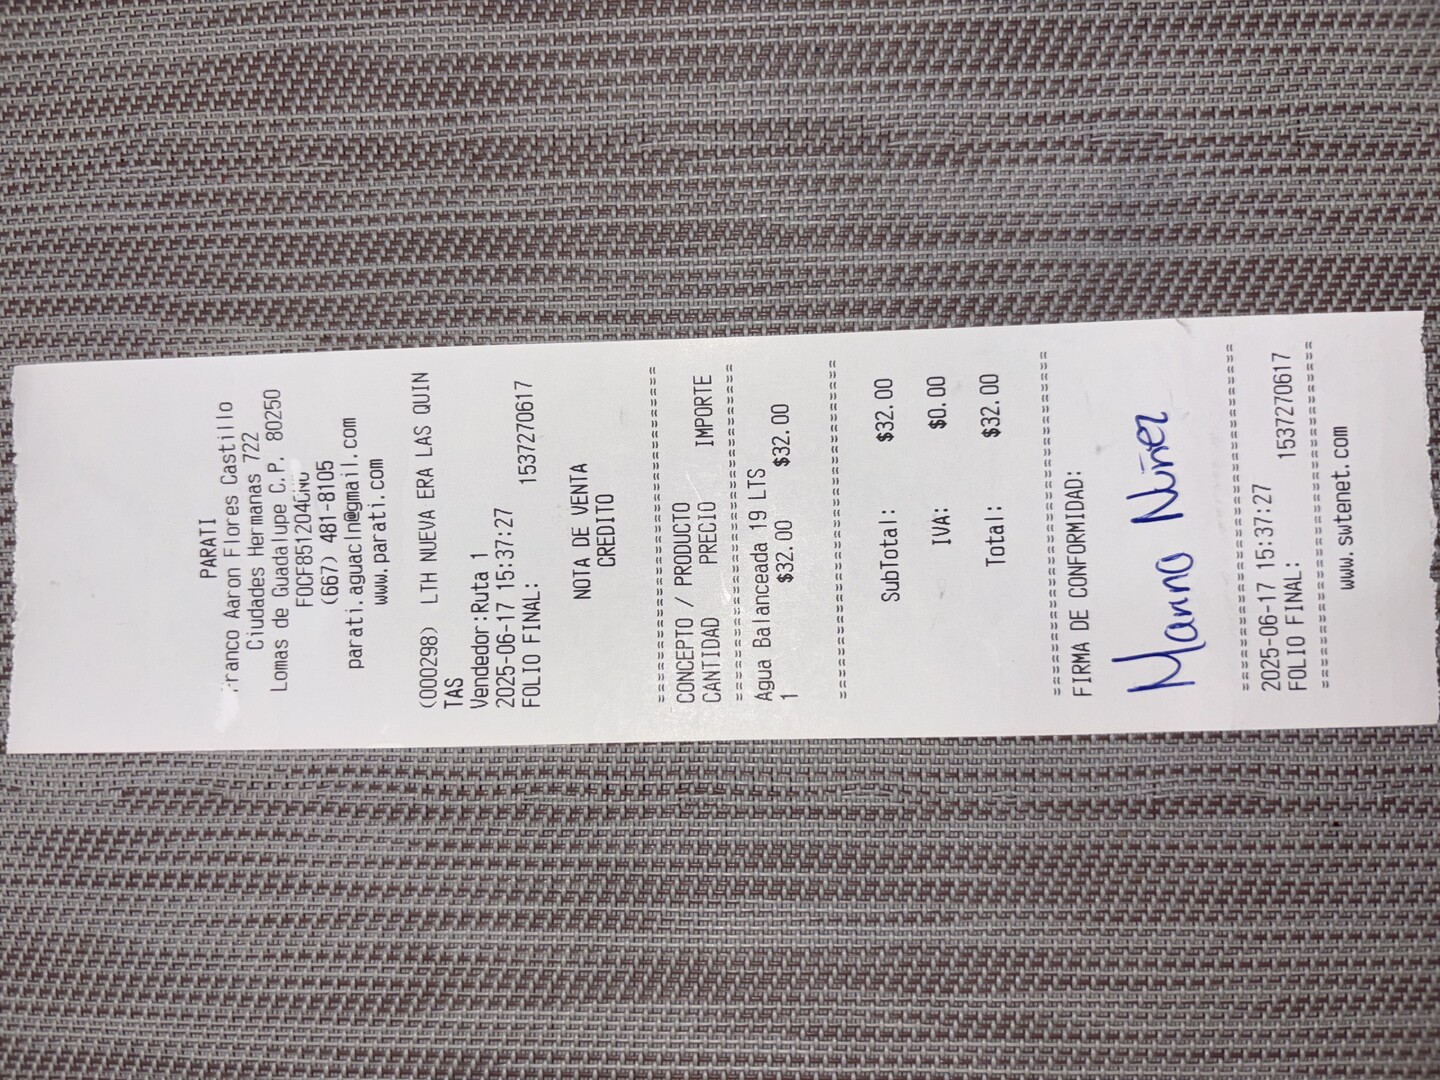 PARATI
Franco Aaron Flores Castillo
Ciudades Hermanas 722
Lomas de Guadalupe C.P. 80250
(667) 481-8105
parati.aguacln@gmail.com
www.parati.com
(000298) LTH NUEVA ERA LAS QUIN
TAS
Vendedor:Ruta 1
2025-06-17 15:37:27
FOLIO FINAL: 1537270617
NOTA DE VENTA
CREDITO
===============================
CONCEPTO / PRODUCTO
CANTIDAD PRECIO IMPORTE
===============================
Agua Balanceada 19 LTS
1 $32.00 $32.00
===============================
SubTotal: $32.00
IVA: $0.00
Total: $32.00
===============================
FIRMA DE CONFORMIDAD:
Núñez
===============================
2025-06-17 15:37:27
FOLIO FINAL: 1537270617
===============================
www.swtenet.com